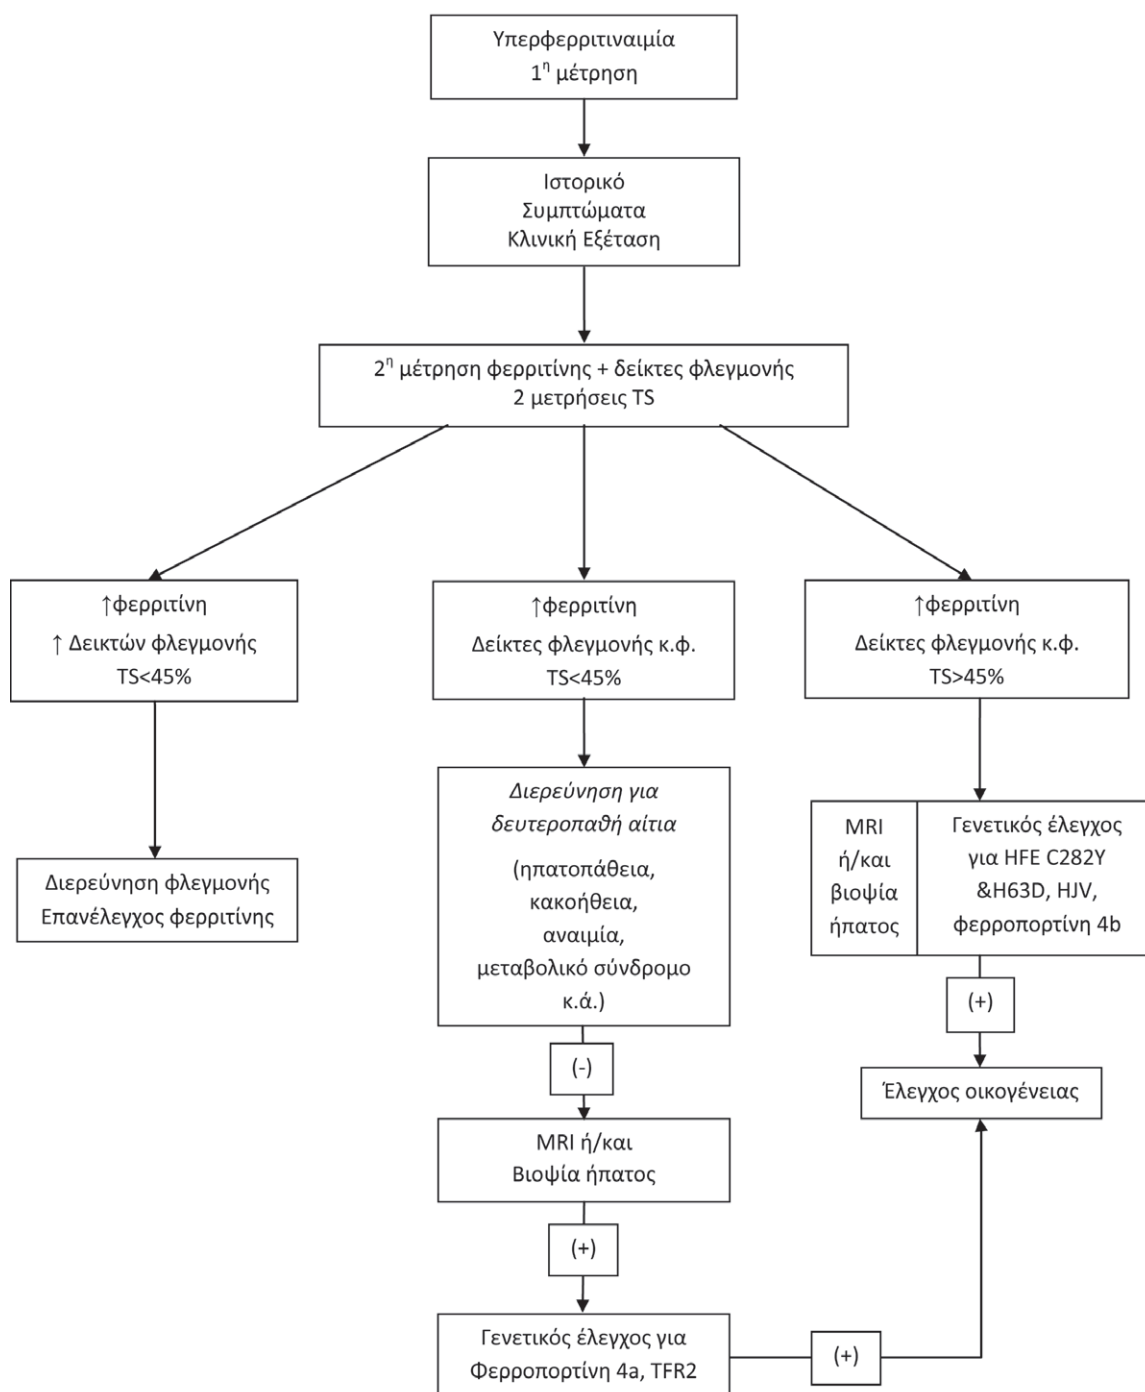 Υπερφερριτιναιμία
1η μέτρηση
Ιστορικό
Συμπτώματα
Κλινική Εξέταση
2η μέτρηση φερριτίνης + δείκτες φλεγμονής
2 μετρήσεις TS
↑φερριτίνη
↑ Δεικτών φλεγμονής
TS<45%
Διερεύνηση φλεγμονής
Επανέλεγχος φερριτίνης
↑φερριτίνη
Δείκτες φλεγμονής κ.φ.
TS<45%
Διερεύνηση για
δευτεροπαθή αίτια
(ηπατοπάθεια,
κακοήθεια,
αναιμία,
μεταβολικό σύνδρομο
κ.ά.)
(-)
MRI ή/και
Βιοψία ήπατος
(+)
Γενετικός έλεγχος για
Φερροπορτίνη 4a, TFR2
(+)
↑φερριτίνη
Δείκτες φλεγμονής κ.φ.
TS>45%
MRI
ή/και
βιοψία
ήπατος
Γενετικός έλεγχος
για HFE C282Y
&H63D, HJV,
φερροπορτίνη 4b
(+)
Έλεγχος οικογένειας